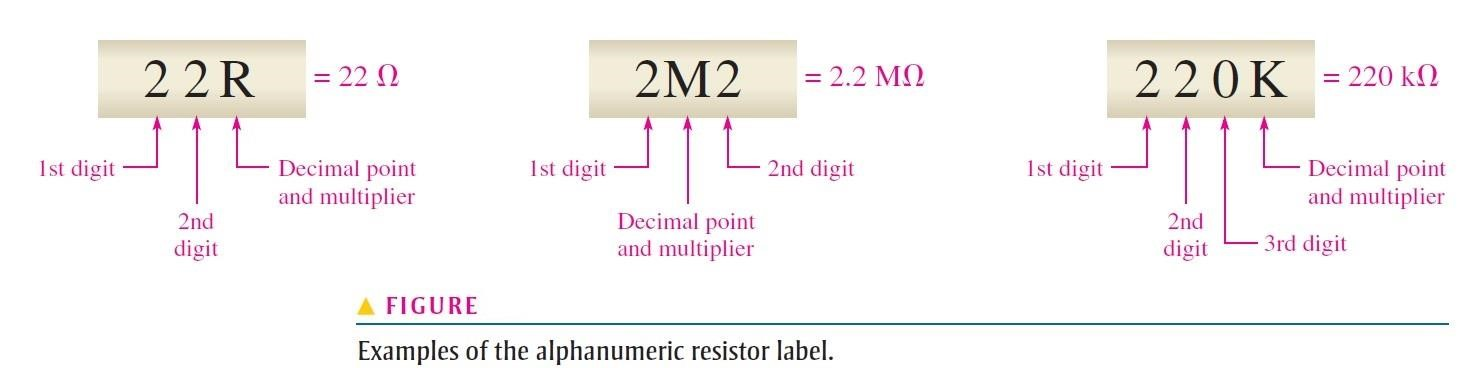 22R = 22 Ω
1st digit
2nd
digit
Decimal point
and multiplier
2M2 = 2.2 MΩ
1st digit
Decimal point
and multiplier
2nd digit
220K = 220 kΩ
1st digit
2nd
digit
3rd digit
Decimal point
and multiplier
FIGURE
Examples of the alphanumeric resistor label.